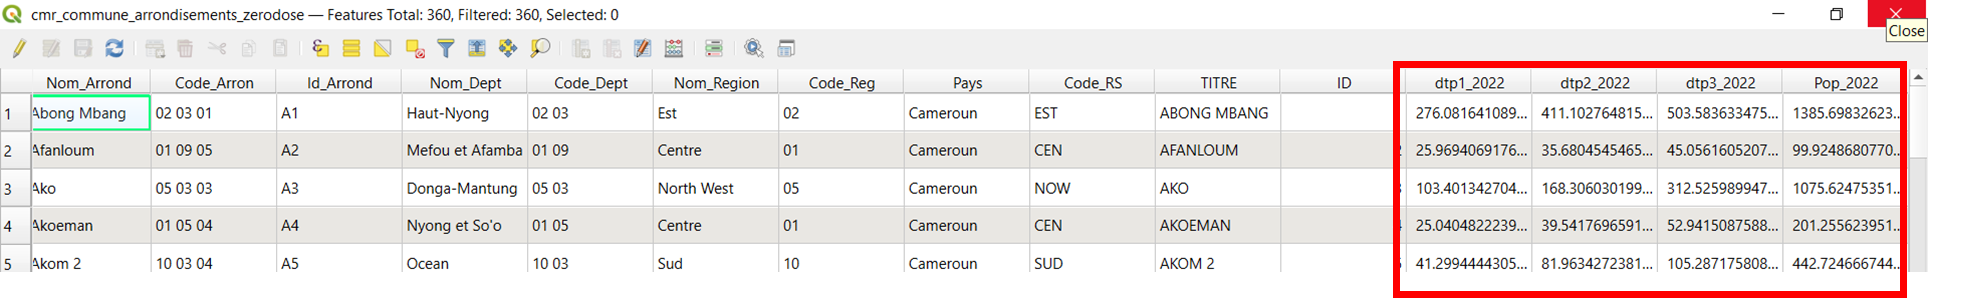 cmr_commune_arrondisements_zerodose — Features Total: 360, Filtered: 360, Selected: 0
Close
Nom_Arrond Code_Arron Id_Arrond Nom_Dept Code_Dept Nom_Region Code_Reg Pays Code_RS TITRE ID dtp1_2022 dtp2_2022 dtp3_2022 Pop_2022
1 Abong Mbang 02 03 01 A1 Haut-Nyong 02 03 Est 02 Cameroun EST ABONG MBANG 276.081641089... 411.102764815... 503.583633475... 1385.69832623...
2 Afanloum 01 09 05 A2 Mefou et Afamba 01 09 Centre 01 Cameroun CEN AFANLOUM 25.9694069176... 35.6804545465... 45.0561605207... 99.9248680770...
3 Ako 05 03 03 A3 Donga-Mantung 05 03 North West 05 Cameroun NOW AKO 103.401342704... 168.306030199... 312.525989947... 1075.62475351...
4 Akoeman 01 05 04 A4 Nyong et So'o 01 05 Centre 01 Cameroun CEN AKOEMAN 25.0404822239... 39.5417696591... 52.9415087588... 201.255623951...
5 Akom 2 10 03 04 A5 Ocean 10 03 Sud 10 Cameroun SUD AKOM 2 41.2994444305... 81.9634272381... 105.287175808... 442.724666744...